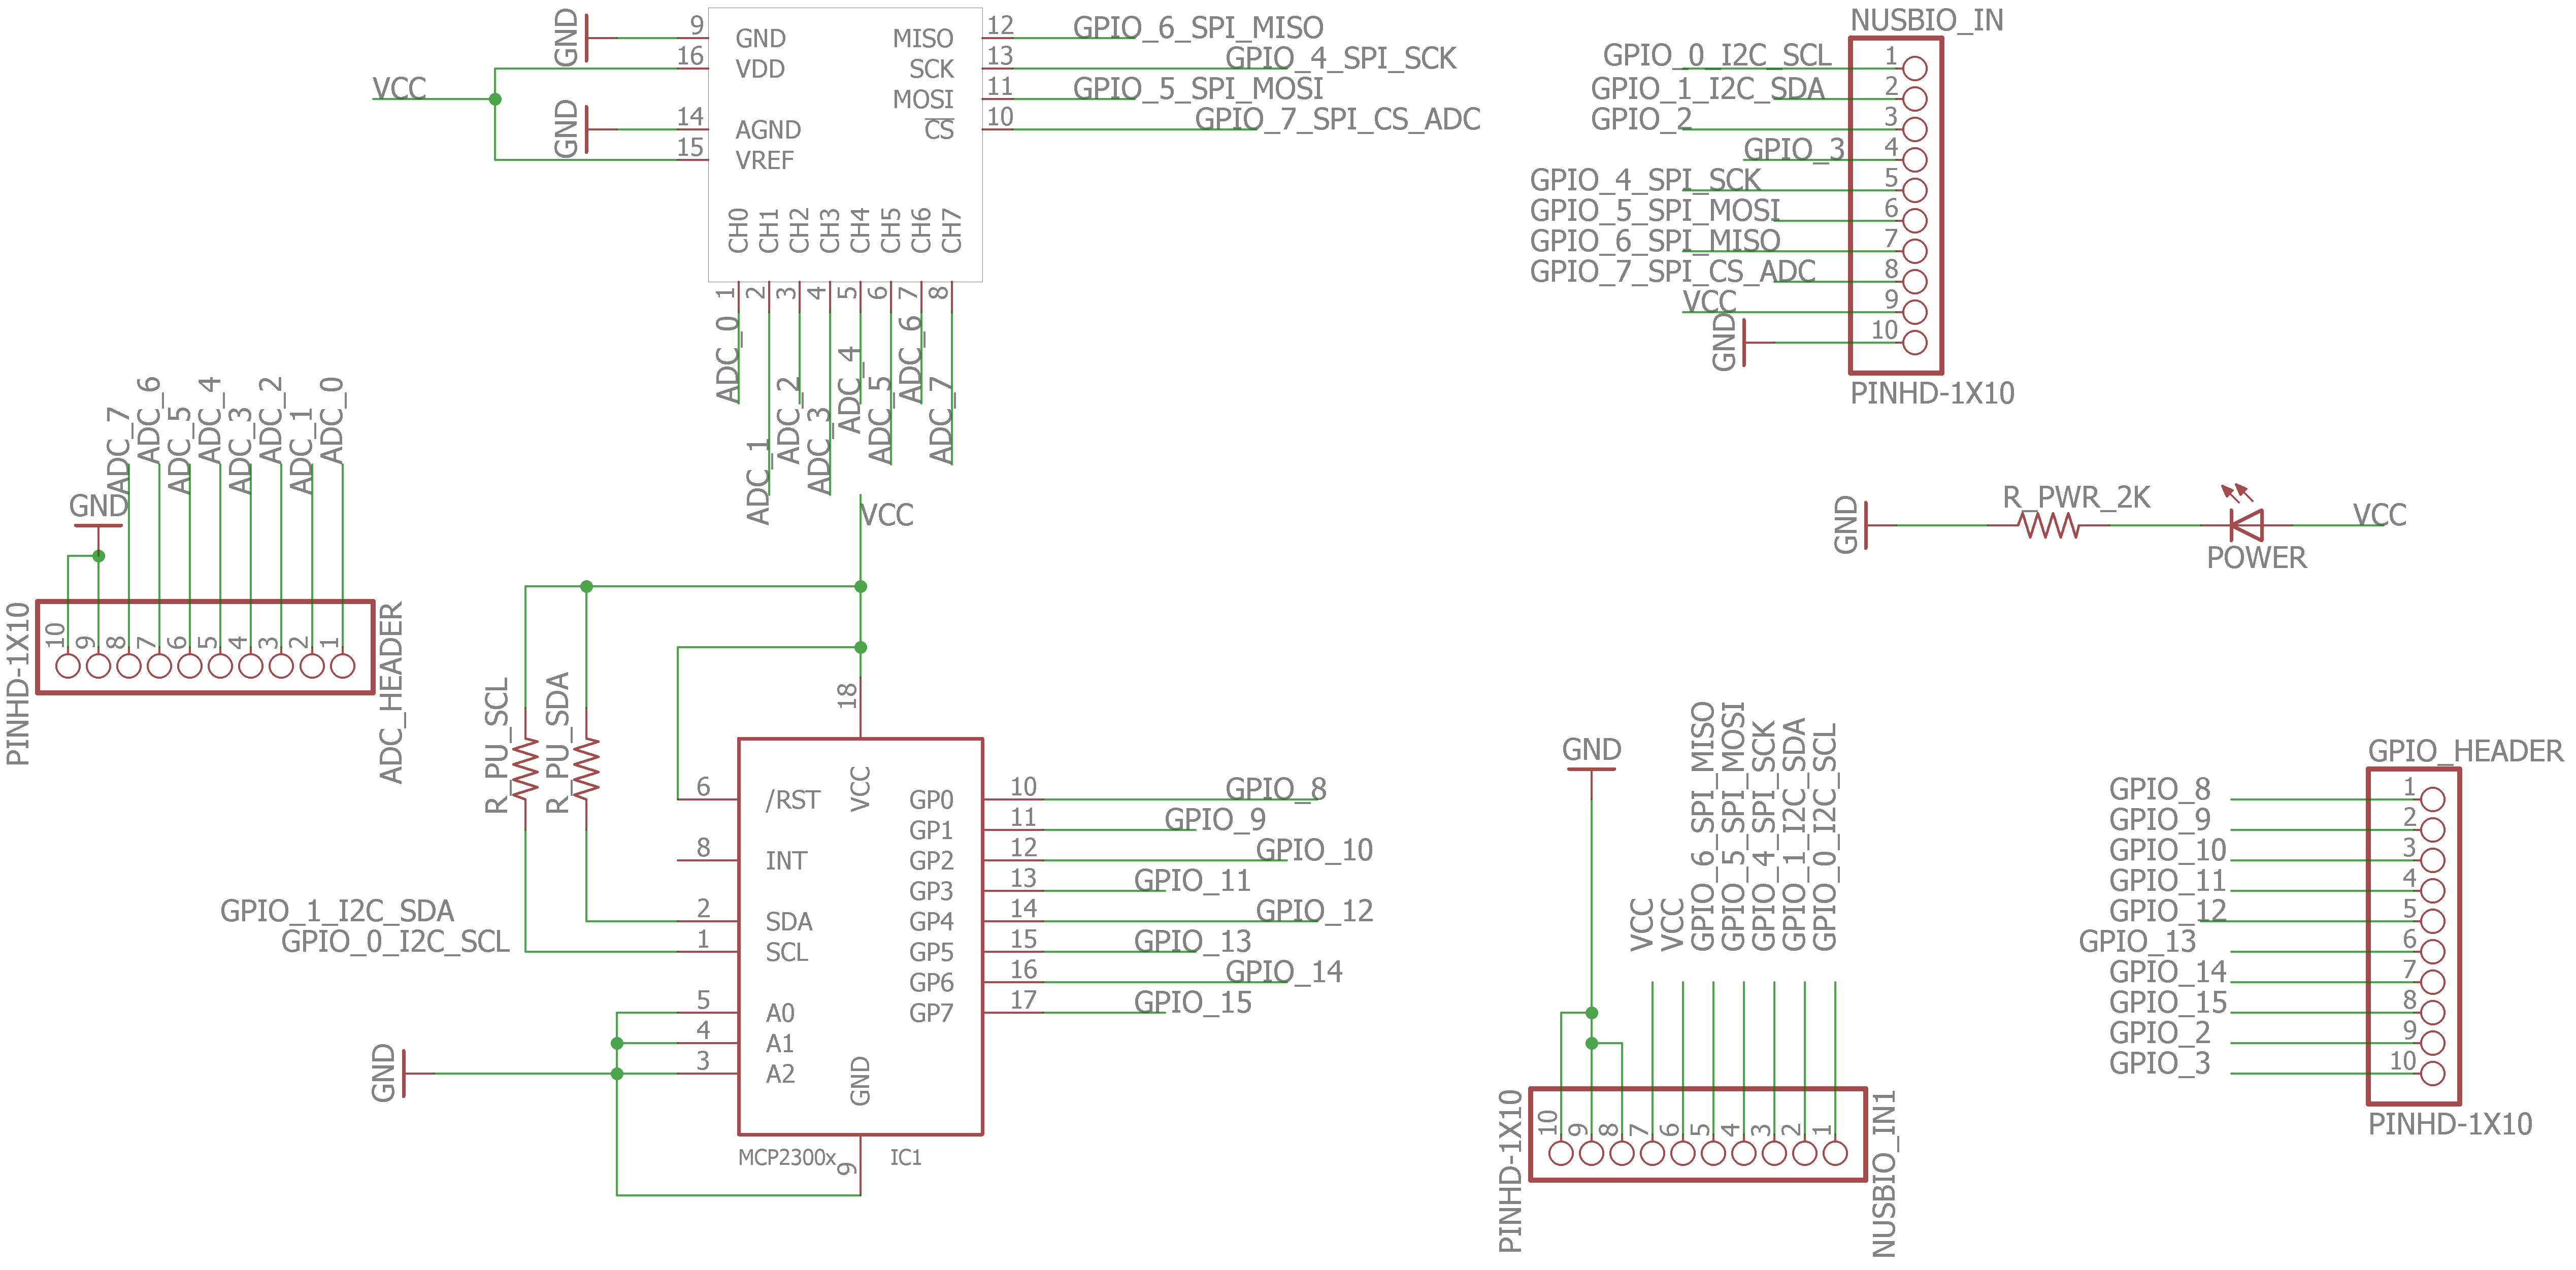 GND
9
GND
MISO
12
GPIO_6_SPI_MISO
16
VDD
SCK
13
GPIO_4_SPI_SCK
VCC
MOSI
11
GPIO_5_SPI_MOSI
GND
14
AGND
CS
10
GPIO_7_SPI_CS_ADC
15
VREF
CH0
CH1
CH2
CH3
CH4
CH5
CH6
CH7
1
2
3
4
5
6
7
8
ADC_0
ADC_1
ADC_2
ADC_3
ADC_4
ADC_5
ADC_6
ADC_7
NUSBIO_IN
GPIO_0_I2C_SCL
1
GPIO_1_I2C_SDA
2
GPIO_2
3
GPIO_3
4
GPIO_4_SPI_SCK
5
GPIO_5_SPI_MOSI
6
GPIO_6_SPI_MISO
7
GPIO_7_SPI_CS_ADC
8
VCC
9
GND
10
PINHD-1X10
ADC_7
ADC_6
ADC_5
ADC_4
ADC_3
ADC_2
ADC_1
ADC_0
GND
PINHD-1X10
10
9
8
7
6
5
4
3
2
1
ADC_HEADER
GND
R_PWR_2K
POWER
VCC
VCC
R_PU_SCL
R_PU_SDA
18
VCC
6
/RST
GP0
10
GPIO_8
GP1
11
GPIO_9
8
INT
GP2
12
GPIO_10
GP3
13
GPIO_11
GPIO_1_I2C_SDA
2
SDA
GP4
14
GPIO_12
GPIO_0_I2C_SCL
1
SCL
GP5
15
GPIO_13
GP6
16
GPIO_14
5
A0
GP7
17
GPIO_15
4
A1
GND
3
A2
GND
MCP2300x
9
IC1
GND
VCC
VCC
GPIO_6_SPI_MISO
GPIO_5_SPI_MOSI
GPIO_4_SPI_SCK
GPIO_1_I2C_SDA
GPIO_0_I2C_SCL
PINHD-1X10
10
9
8
7
6
5
4
3
2
1
NUSBIO_IN1
GPIO_HEADER
GPIO_8
1
GPIO_9
2
GPIO_10
3
GPIO_11
4
GPIO_12
5
GPIO_13
6
GPIO_14
7
GPIO_15
8
GPIO_2
9
GPIO_3
10
PINHD-1X10